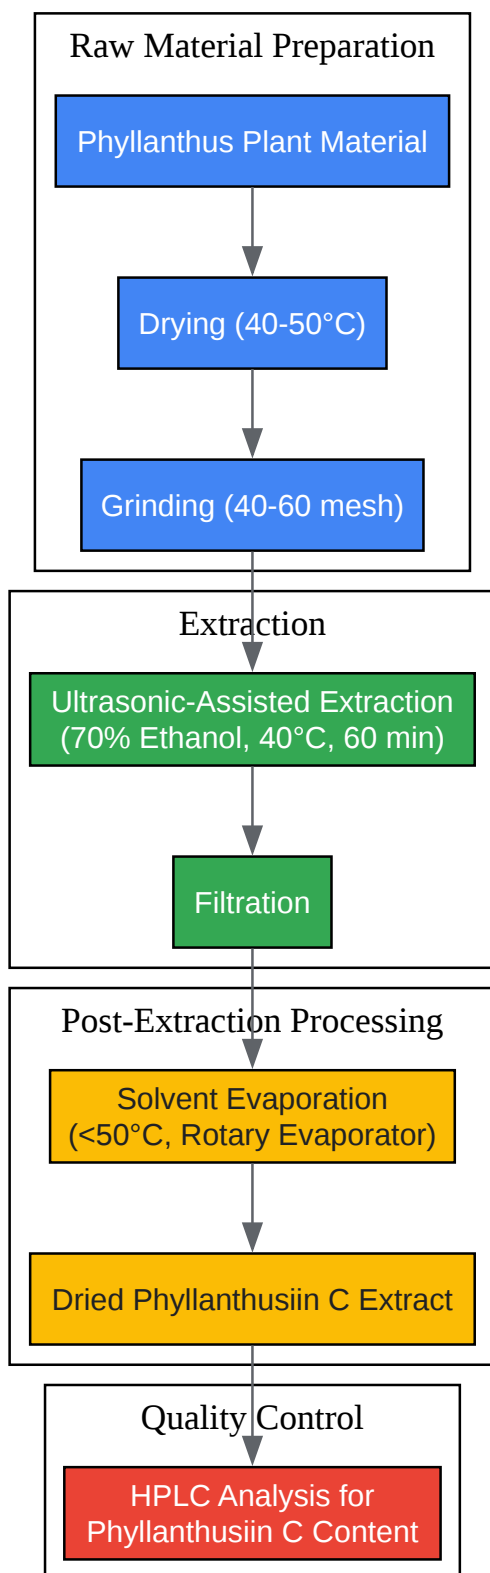 Raw Material Preparation
Phyllanthus Plant Material
Drying (40-50°C)
Grinding (40-60 mesh)
Extraction
Ultrasonic-Assisted Extraction
(70% Ethanol, 40°C, 60 min)
Filtration
Post-Extraction Processing
Solvent Evaporation
(<50°C, Rotary Evaporator)
Dried Phyllanthusiin C Extract
Quality Control
HPLC Analysis for
Phyllanthusiin C Content